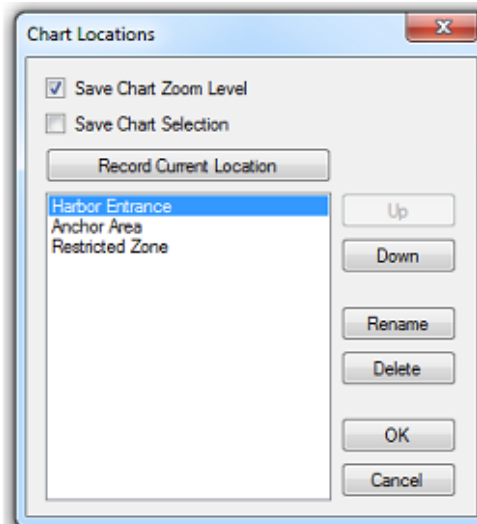 Chart Locations
Save Chart Zoom Level
Save Chart Selection
Record Current Location
Harbor Entrance
Anchor Area
Restricted Zone
Up
Down
Rename
Delete
OK
Cancel